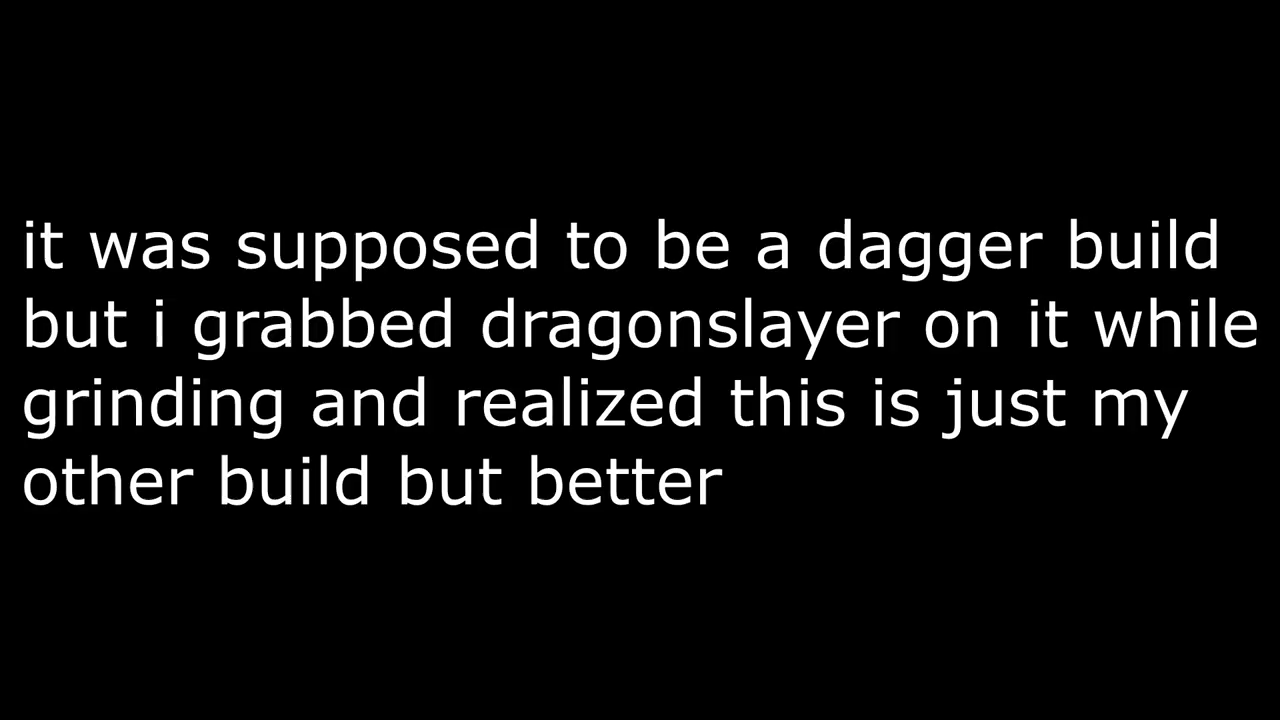 it was supposed to be a dagger build
but i grabbed dragonslayer on it while
grinding and realized this is just my
other build but better